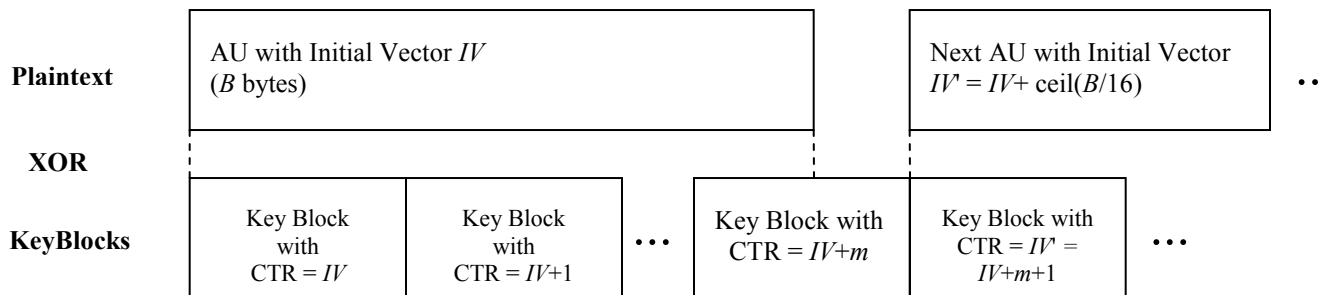 AU with Initial Vector IV
(B bytes)
Next AU with Initial Vector
IV' = IV+ ceil(B/16)
Plaintext
..
XOR
KeyBlocks
Key Block
with
CTR = IV
Key Block
with
CTR = IV+1
...
Key Block with
CTR = IV+m
Key Block with
CTR = IV' =
IV+m+1
...